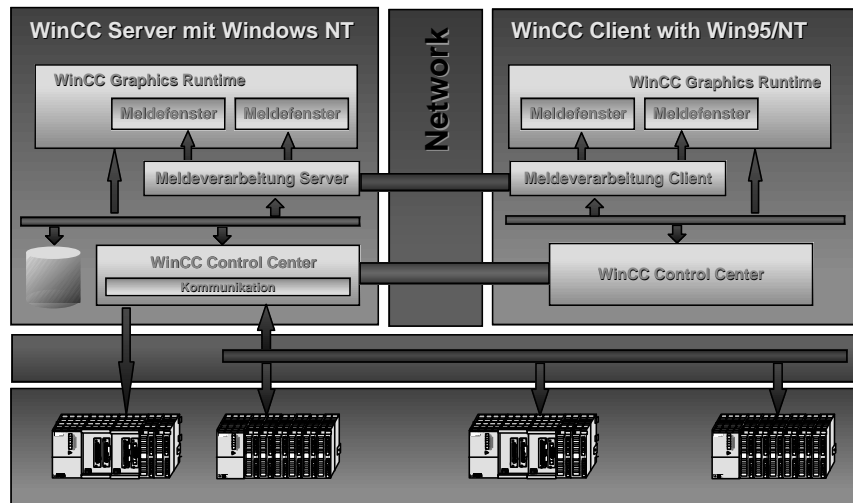 WinCC Server mit Windows NT
WinCC Graphics Runtime
Meldefenster
Meldefenster
Meldeverarbeitung Server
WinCC Control Center
Kommunikation
Network
WinCC Client with Win95/NT
WinCC Graphics Runtime
Meldefenster
Meldefenster
Meldeverarbeitung Client
WinCC Control Center